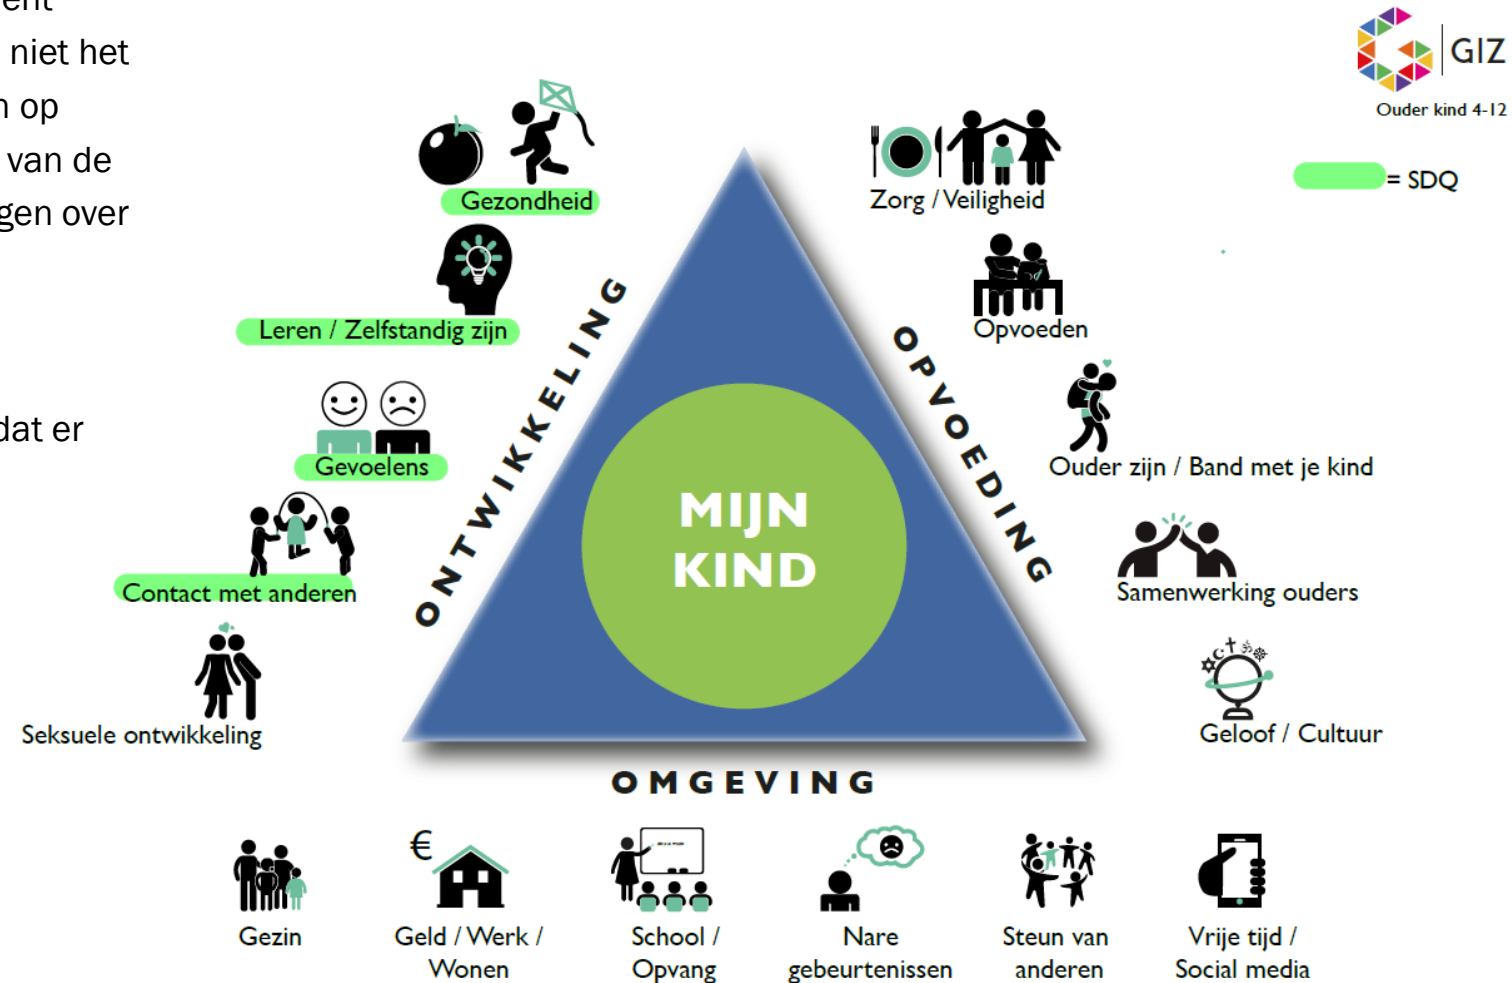 niet het
n op
van de
gen over
dat er
GIZ
Ouder kind 4-12
= SDQ
Gezondheid
Leren / Zelfstandig zijn
Gevoelens
Contact met anderen
Seksuele ontwikkeling
ONTWIKKELING
MIJN
KIND
OPVOEDING
Zorg / Veiligheid
Opvoeden
Ouder zijn / Band met je kind
Samenwerking ouders
Geloof / Cultuur
OMGEVING
€
Gezin
Geld / Werk /
Wonen
School /
Opvang
Nare
gebeurtenissen
Steun van
anderen
Vrije tijd /
Social media